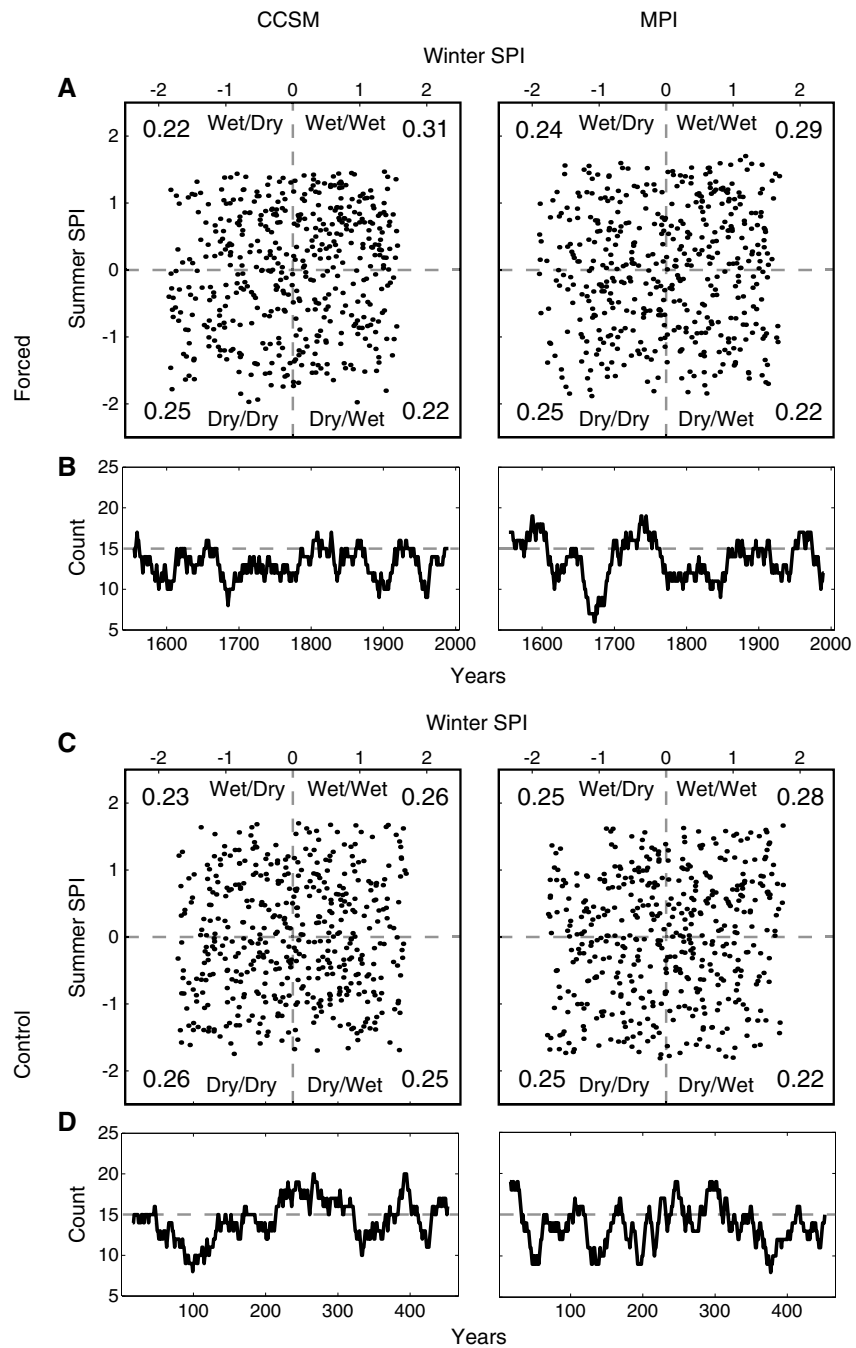 CCSM MPI
Winter SPI
A
-2 -1 0 1 2 -2 -1 0 1 2
0.22 Wet/Dry Wet/Wet 0.31 0.24 Wet/Dry Wet/Wet 0.29
2
1
0
-1
-2
Summer SPI
Forced
0.25 Dry/Dry Dry/Wet 0.22 0.25 Dry/Dry Dry/Wet 0.22
B
25
20
15
10
5
Count
1600 1700 1800 1900 2000 1600 1700 1800 1900 2000
Years
Winter SPI
C
-2 -1 0 1 2 -2 -1 0 1 2
0.23 Wet/Dry Wet/Wet 0.26 0.25 Wet/Dry Wet/Wet 0.28
2
1
0
-1
-2
Summer SPI
Control
0.26 Dry/Dry Dry/Wet 0.25 0.25 Dry/Dry Dry/Wet 0.22
D
25
20
15
10
5
Count
100 200 300 400 100 200 300 400
Years